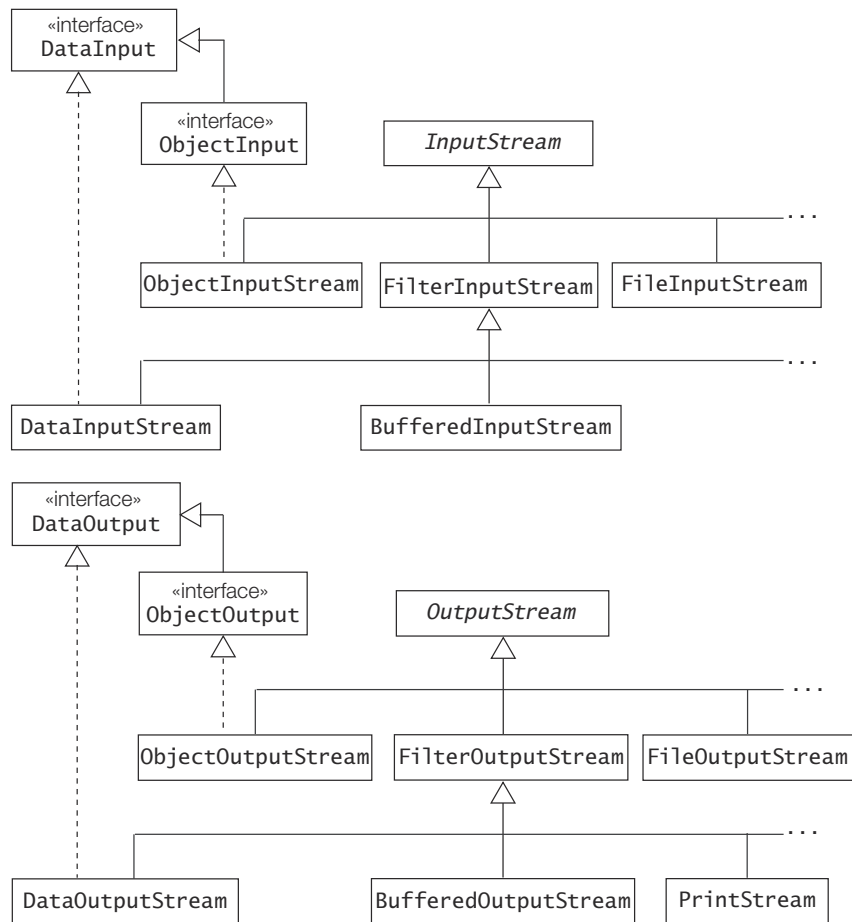 «interface»
DataInput
«interface»
ObjectInput
InputStream
...
ObjectInputStream
FilterInputStream
FileInputStream
...
DataInputStream
BufferedInputStream
«interface»
DataOutput
«interface»
ObjectOutput
OutputStream
...
ObjectOutputStream
FilterOutputStream
FileOutputStream
...
DataOutputStream
BufferedOutputStream
PrintStream